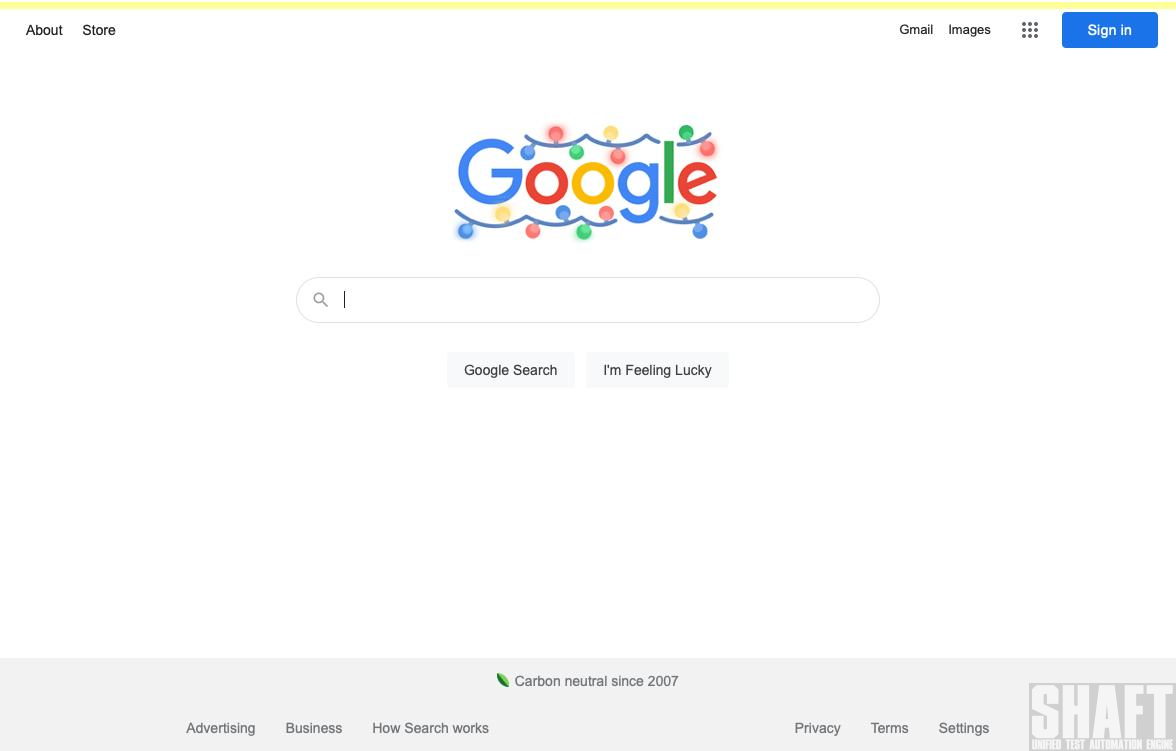 About Store Gmail Images Sign in
Google
Google Search I'm Feeling Lucky
Carbon neutral since 2007
Advertising Business How Search works Privacy Terms Settings
SHAFT
UNIFIED TEST AUTOMATION ENGINE